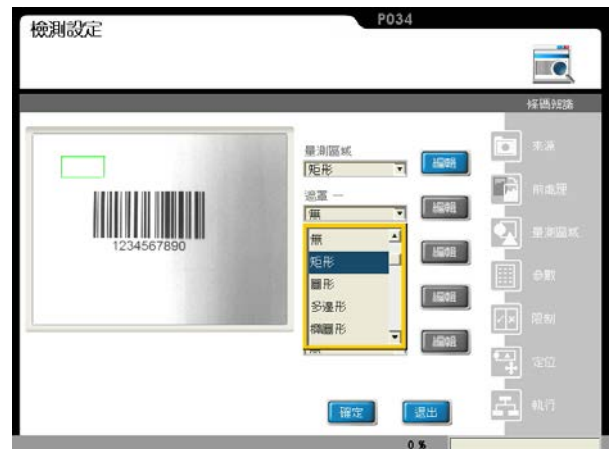 檢測設定
P034
條碼辨識
量測區域
矩形
編輯
遮罩 一
無
編輯
無
矩形
圓形
多邊形
橢圓形
編輯
編輯
編輯
1234567890
來源
前處理
量測區域
參數
限制
定位
執行
確定
退出
0 %